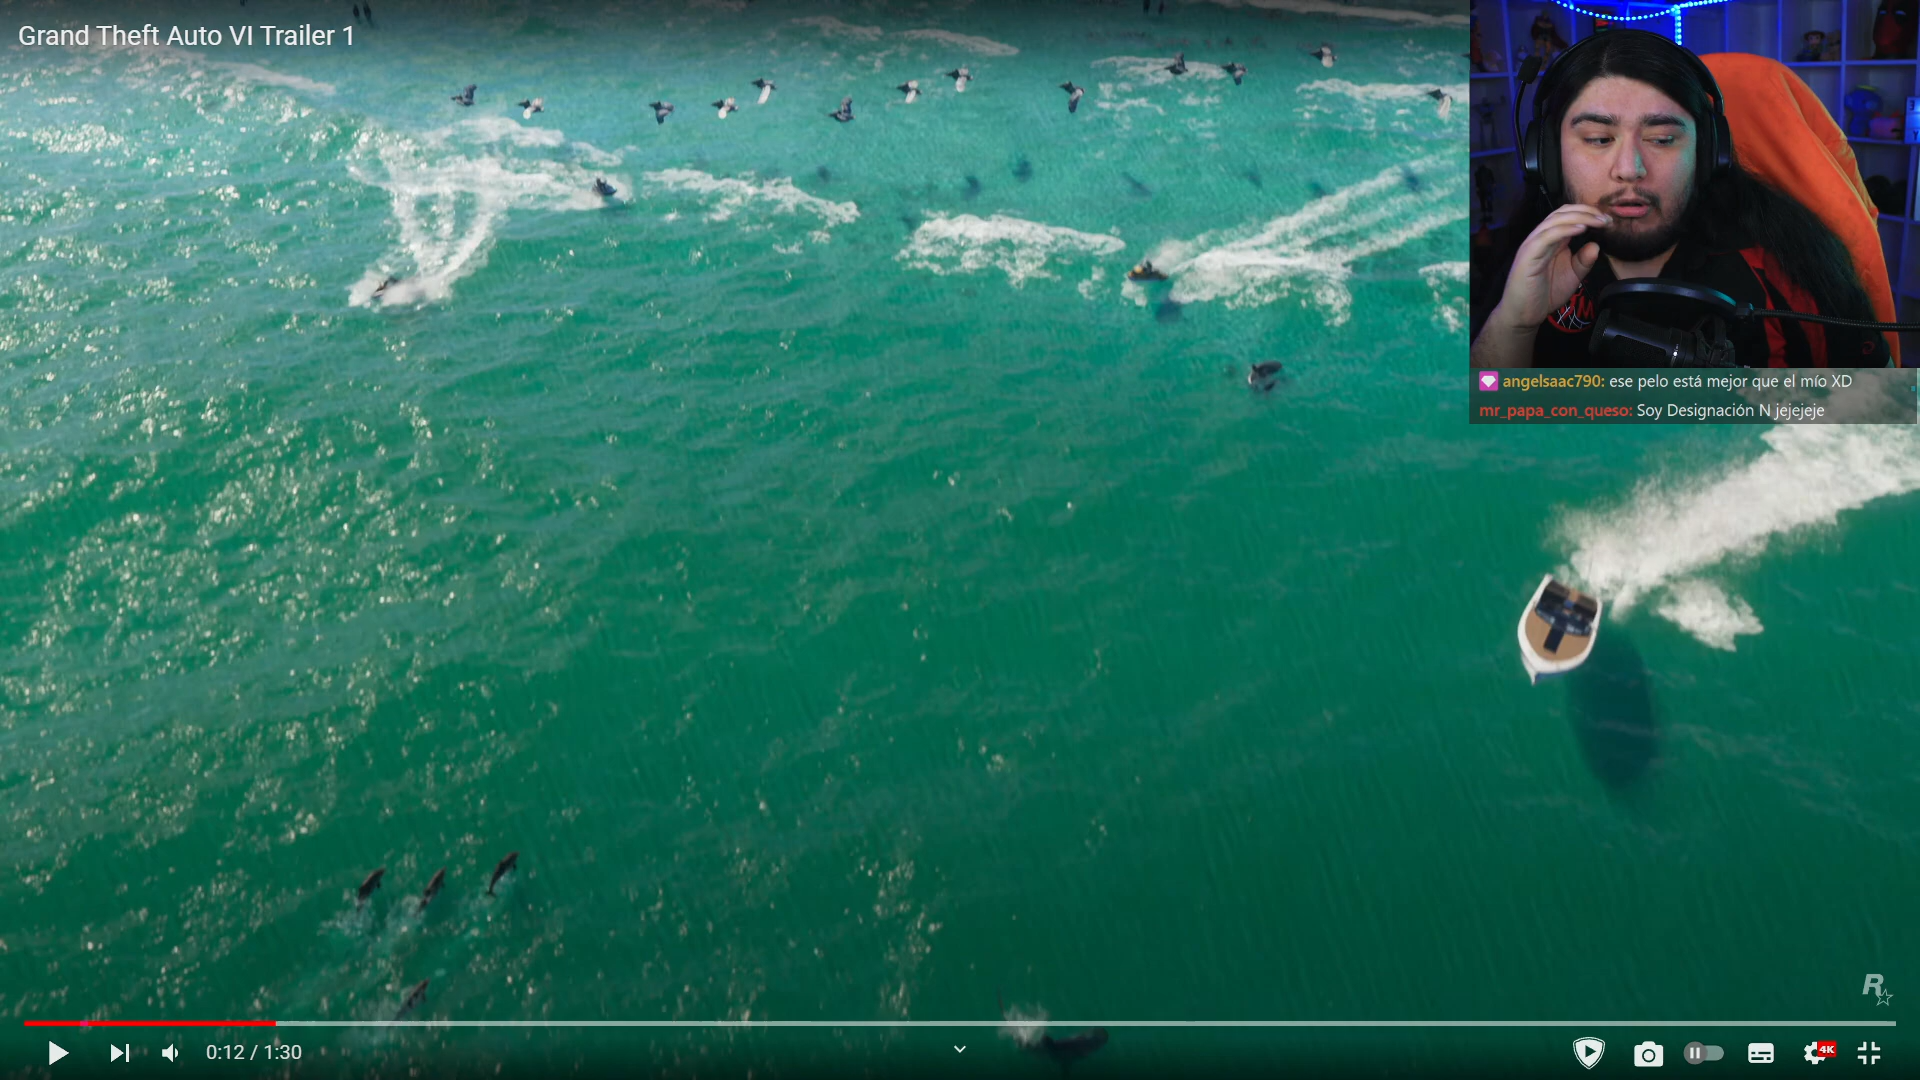 Grand Theft Auto VI Trailer 1
angelsaac790: ese pelo está mejor que el mío XD
mr_papa_con_queso: Soy Designación N jejejeje
R
0:12 / 1:30
4K